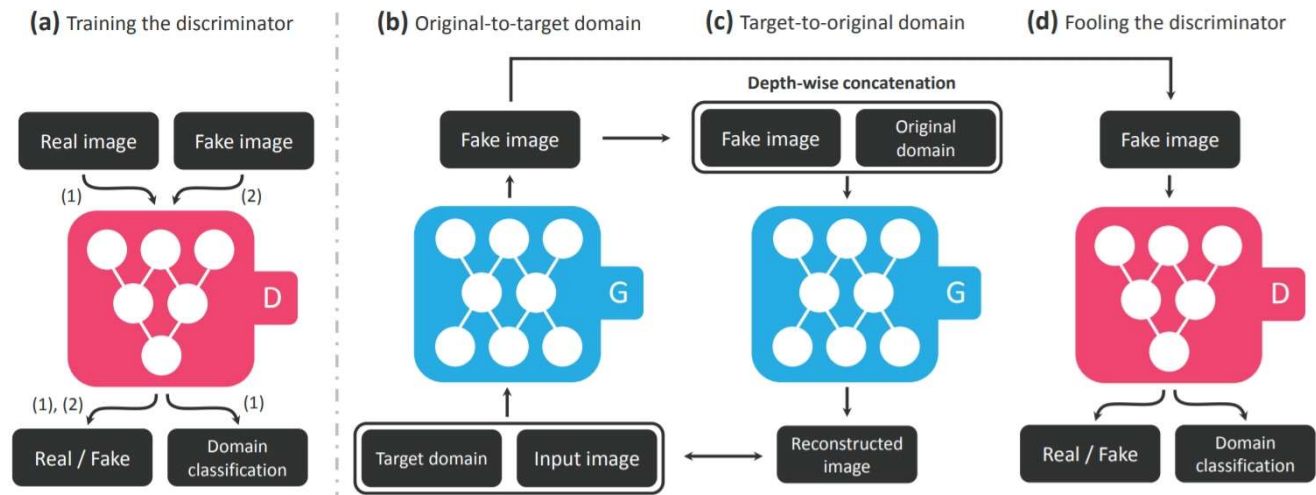 (a) Training the discriminator
(b) Original-to-target domain
(c) Target-to-original domain
(d) Fooling the discriminator
Depth-wise concatenation
Real image
Fake image
Fake image
Fake image
Original
domain
Fake image
(1)
(2)
D
G
G
D
(1), (2)
(1)
Real / Fake
Domain
classification
Target domain
Input image
Reconstructed
image
Real / Fake
Domain
classification